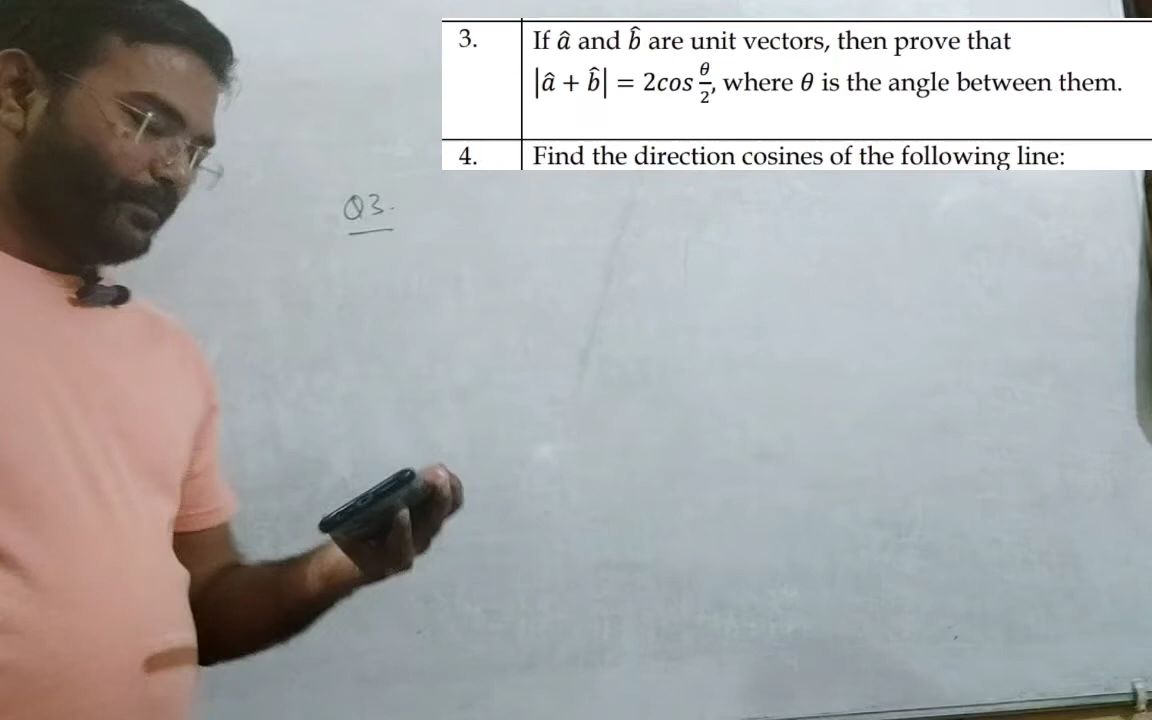 3. If â and b̂ are unit vectors, then prove that
|â + b̂| = 2cos θ/2, where θ is the angle between them.
4. Find the direction cosines of the following line:
Q3.